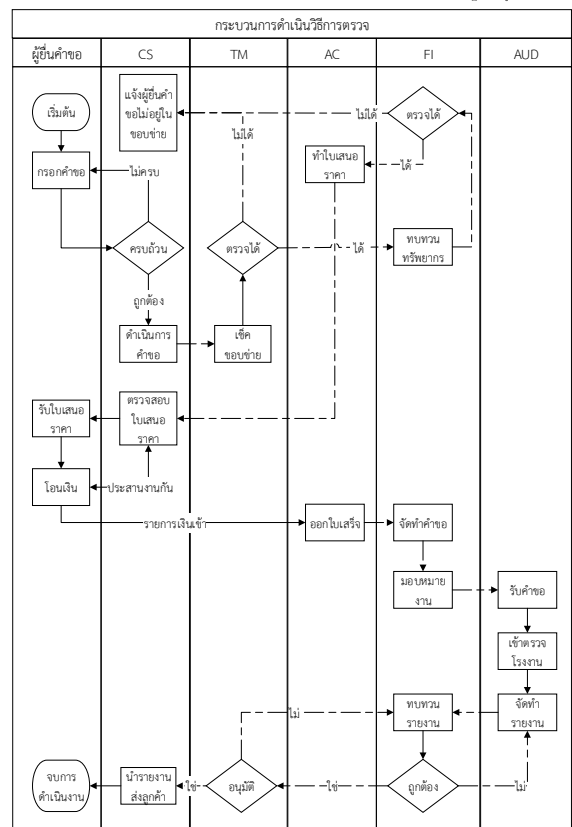 กระบวนการดำเนินวิธีการตรวจ
ผู้ยื่นคำขอ CS TM AC FI AUD
เริ่มต้น
แจ้งผู้ยื่นคำ
ขอไม่อยู่ใน
ขอบข่าย
ไม่ได้
ไม่ได้
ตรวจได้
กรอกคำขอ
ไม่ครบ
ทำใบเสนอ
ราคา
ได้
ครบถ้วน
ตรวจได้
ได้
ทบทวน
ทรัพยากร
ถูกต้อง
ดำเนินการ
คำขอ
เช็ค
ขอบข่าย
รับใบเสนอ
ราคา
ตรวจสอบ
ใบเสนอ
ราคา
โอนเงิน
ประสานงานกัน
รายการเงินเข้า
ออกใบเสร็จ
จัดทำคำขอ
มอบหมาย
งาน
รับคำขอ
เข้าตรวจ
โรงงาน
ไม่
ทบทวน
รายงาน
จัดทำ
รายงาน
จบการ
ดำเนินงาน
นำรายงาน
ส่งลูกค้า
ใช่
อนุมัติ
ใช่
ถูกต้อง
ไม่